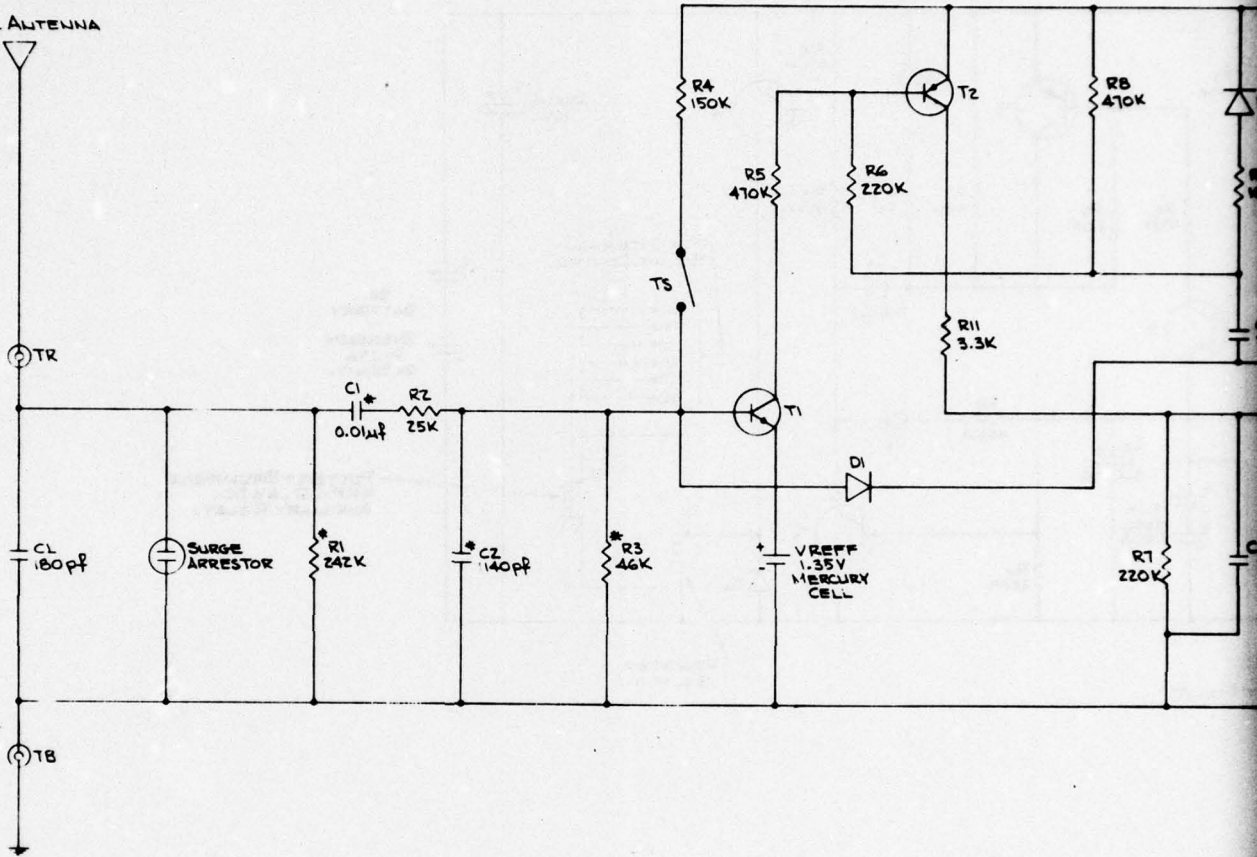 ANTENNA
R4
150K
T2
R8
470K
R5
470K
R6
220K
TS
R11
3.3K
TR
C1 *
0.01µf
R2
25K
T1
D1
CL
180pf
SURGE
ARRESTOR
* R1
242K
* C2
1140pf
* R3
46K
+
-
VREFF
1.35V
MERCURY
CELL
R7
220K
C
TB